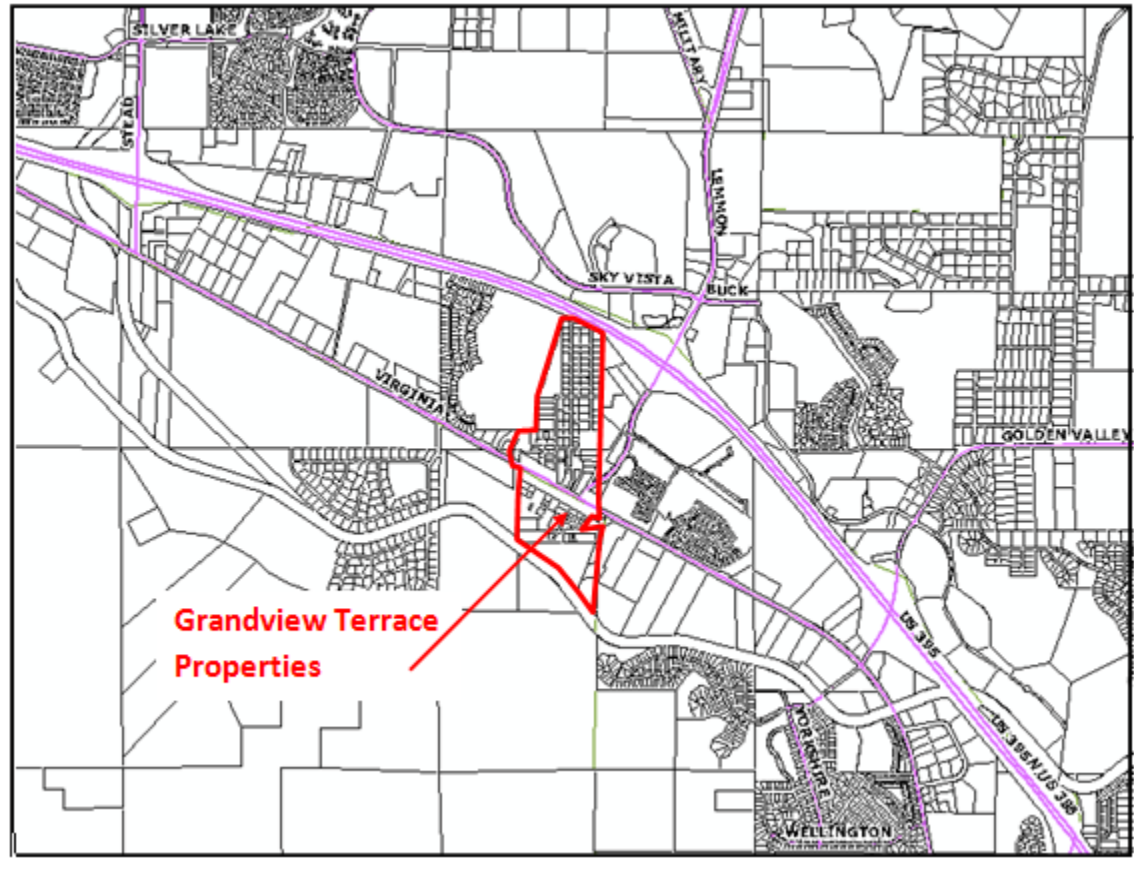 SILVER LAKE
MILITARY
STEAD
LEMMON
SKY VISTA
BUCK
VIRGINIA
GOLDEN VALLEY
Grandview Terrace
Properties
US 395
US 395N US 395
YORKSHIRE
WELLINGTON